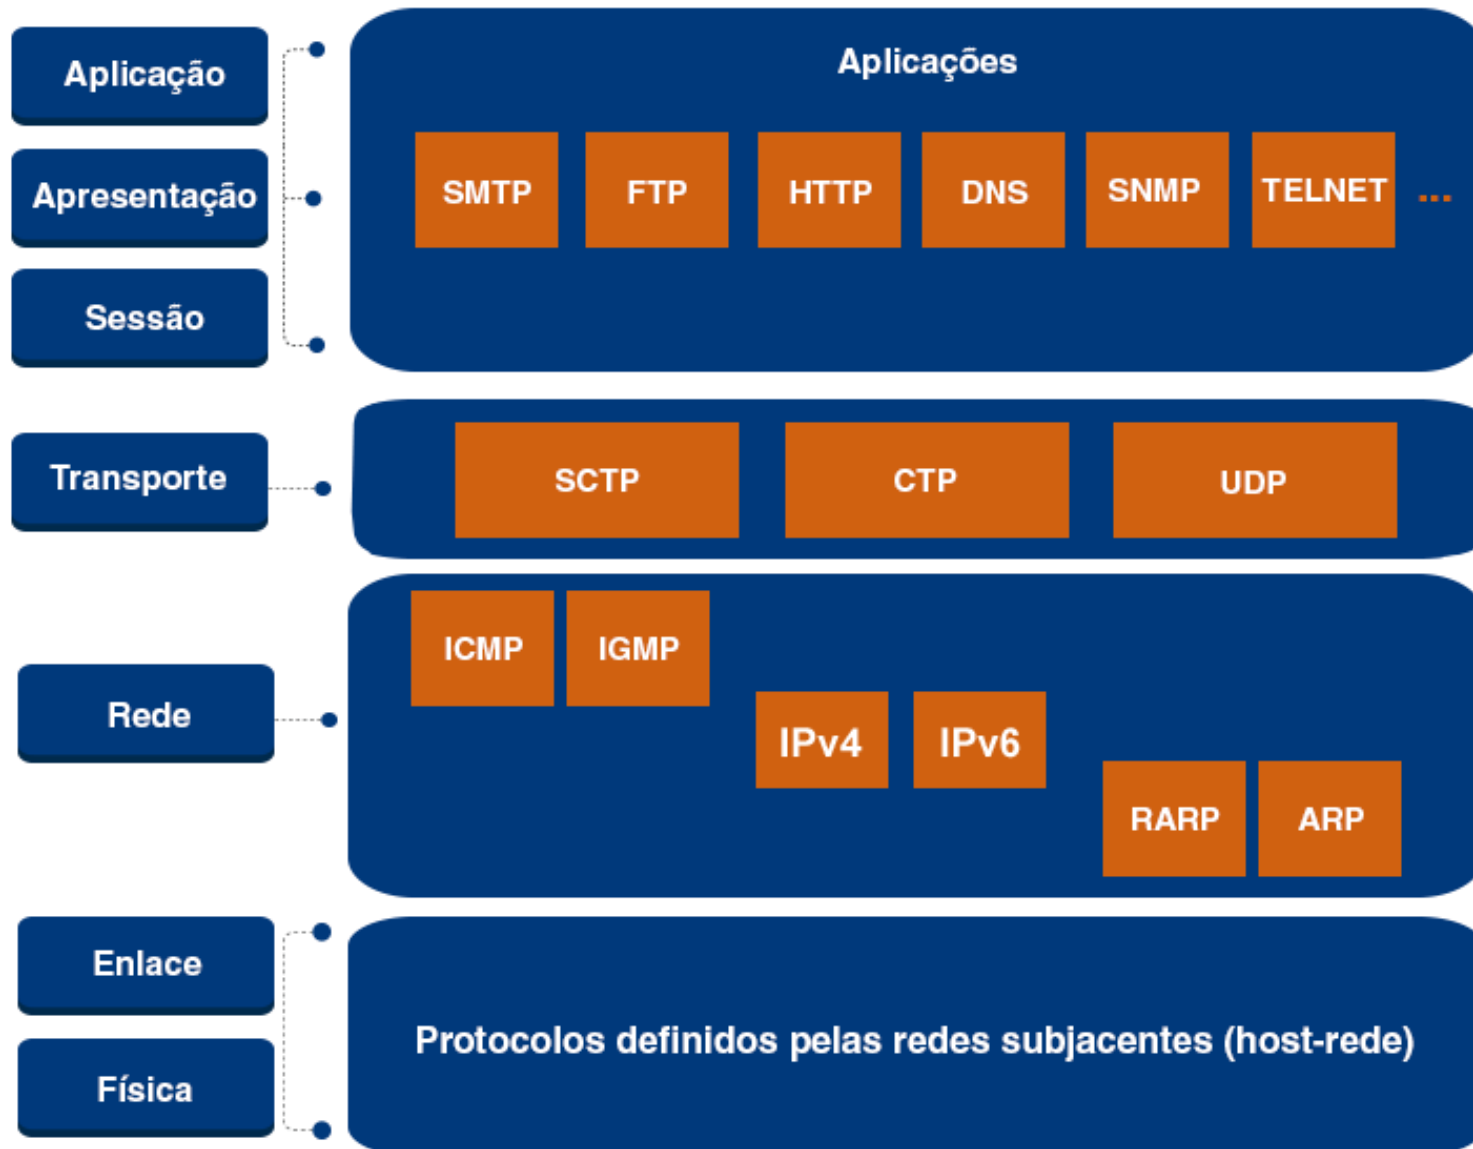 Aplicação
Apresentação
Sessão
Aplicações
SMTP FTP HTTP DNS SNMP TELNET ...
Transporte
SCTP CTP UDP
Rede
ICMP IGMP
IPv4 IPv6
RARP ARP
Enlace
Física
Protocolos definidos pelas redes subjacentes (host-rede)